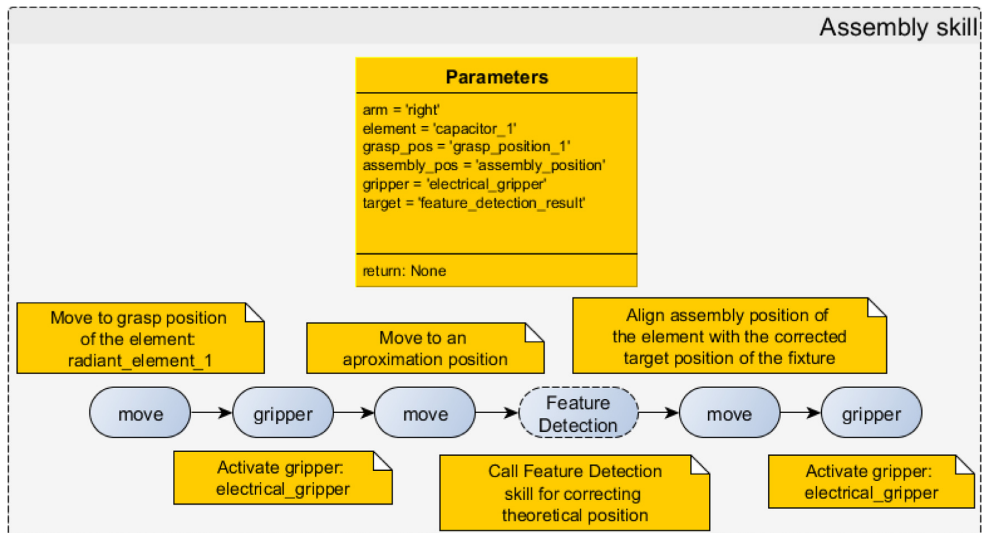 Assembly skill
Parameters
arm = 'right'
element = 'capacitor_1'
grasp_pos = 'grasp_position_1'
assembly_pos = 'assembly_position'
gripper = 'electrical_gripper'
target = 'feature_detection_result'
return: None
Move to grasp position
of the element:
radiant_element_1
Move to an
aproximation position
Align assembly position of
the element with the corrected
target position of the fixture
move
gripper
move
Feature
Detection
move
gripper
Activate gripper:
electrical_gripper
Call Feature Detection
skill for correcting
theoretical position
Activate gripper:
electrical_gripper